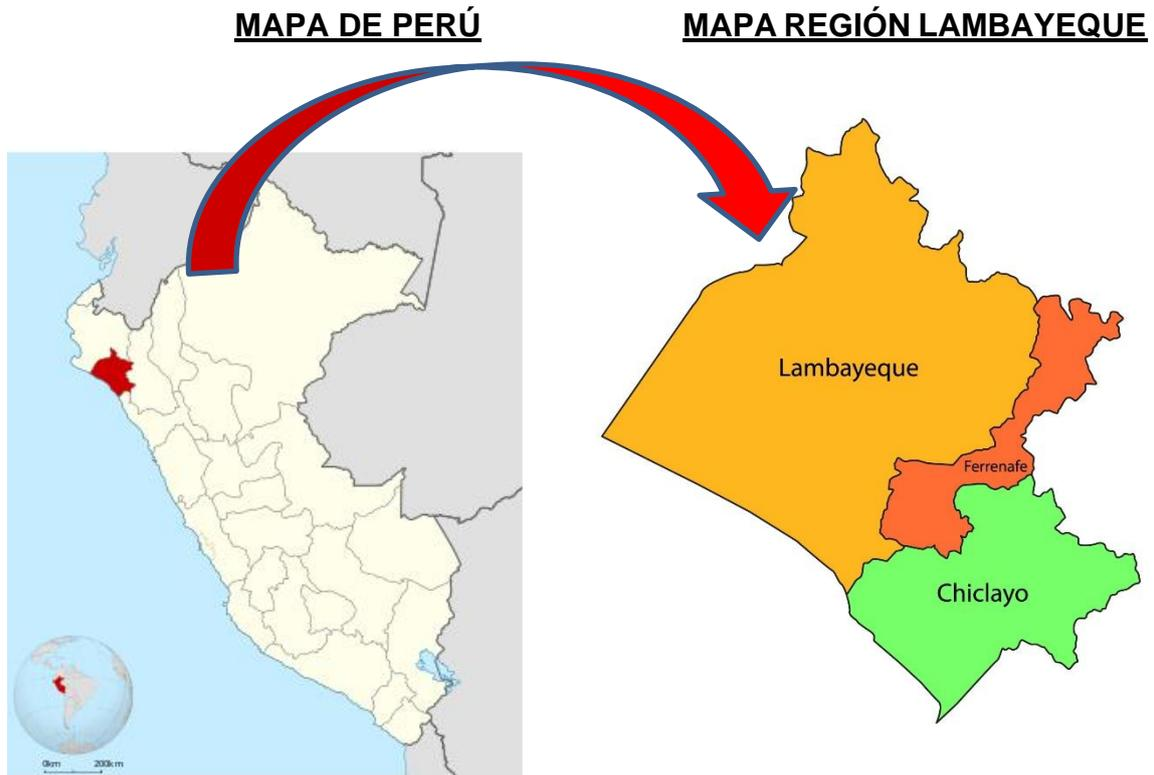 MAPA DE PERÚ
MAPA REGIÓN LAMBAYEQUE
Lambayeque
Ferrenafe
Chiclayo
0km 200km